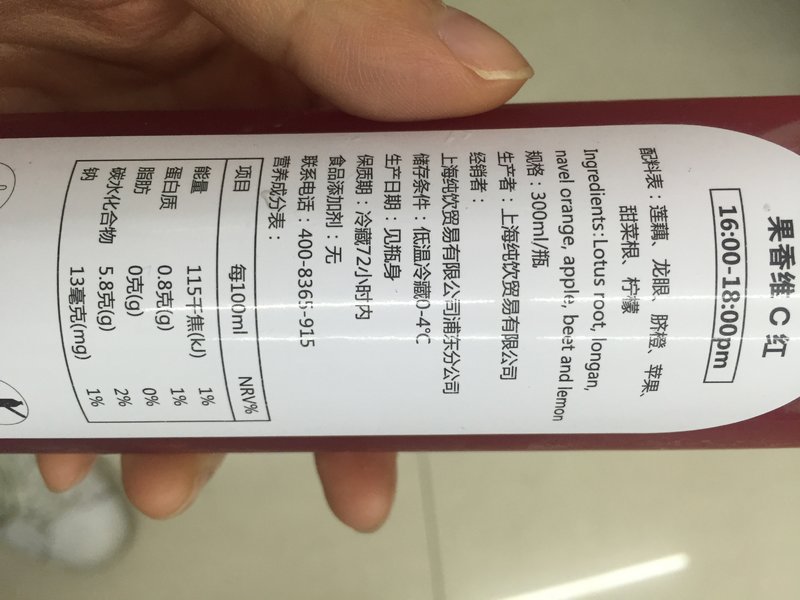 果香维 C 红
16:00-18:00pm
配料表：莲藕、龙眼、脐橙、苹果、
甜菜根、柠檬
Ingredients: Lotus root, longan,
navel orange, apple, beet and lemon
规格：300ml/瓶
生产者：上海纯饮贸易有限公司
经销者：
上海纯饮贸易有限公司浦东分公司
储存条件：低温冷藏0-4℃
生产日期：见瓶身
保质期：冷藏72小时内
食品添加剂：无
联系电话：400-8366-915
营养成分表：
项目 每100ml NRV%
能量 115千焦(kJ) 1%
蛋白质 0.8克(g) 1%
脂肪 0克(g) 0%
碳水化合物 5.8克(g) 2%
钠 13毫克(mg) 1%